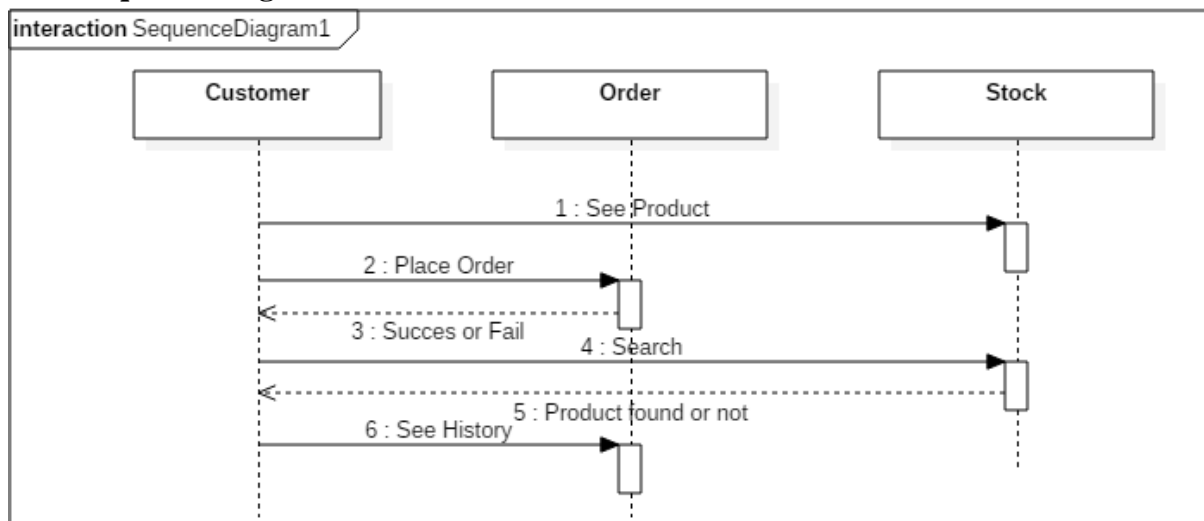 interaction SequenceDiagram1
Customer
Order
Stock
1 : See Product
2 : Place Order
3 : Succes or Fail
4 : Search
5 : Product found or not
6 : See History